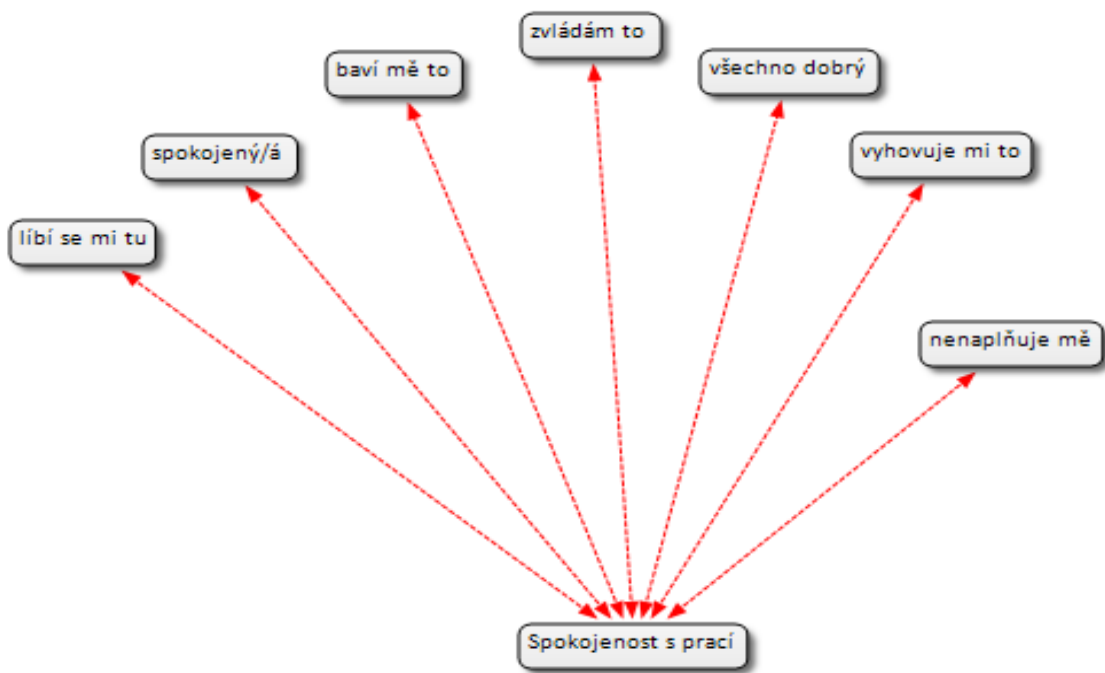 zvládám to
baví mě to
všechno dobrý
spokojený/á
vyhovuje mi to
líbí se mi tu
nenaplňuje mě
Spokojenost s prací